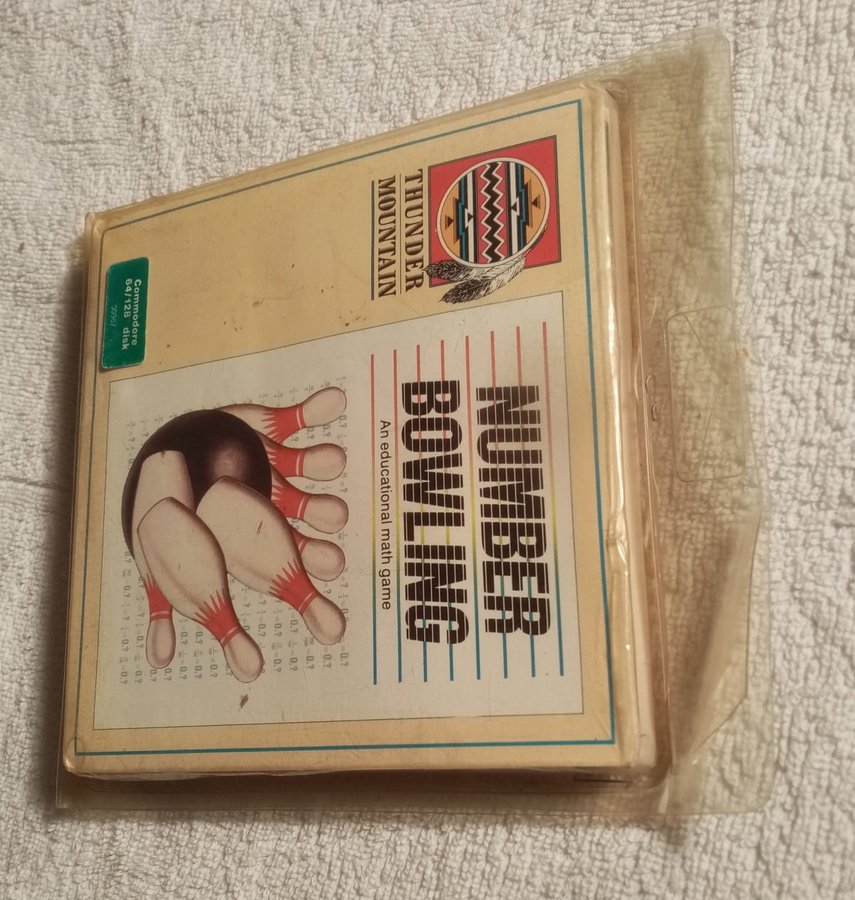 THUNDER
MOUNTAIN
Commodore
64/128 disk
NUMBER
BOWLING
An educational math game